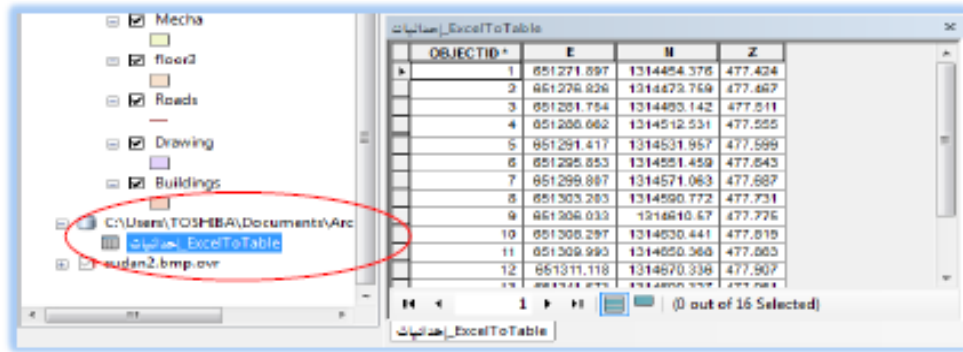 Mecha
floor3
Roads
Drawing
Buildings
C:\Users\TOSHIBA\Documents\Arc
إحداثيات_ExcelToTable
sudan2.bmp.ovr
إحداثيات_ExcelToTable
OBJECTID * E N Z
1 651271.897 1314454.376 477.424
2 651276.826 1314473.759 477.467
3 651281.754 1314493.142 477.511
4 651286.662 1314512.531 477.555
5 651291.417 1314531.957 477.599
6 651295.853 1314551.459 477.643
7 651299.807 1314571.063 477.687
8 651303.203 1314590.772 477.731
9 651306.033 1314610.57 477.775
10 651308.297 1314630.441 477.819
11 651309.993 1314650.368 477.863
12 651311.118 1314670.336 477.907
1 (0 out of 16 Selected)
إحداثيات_ExcelToTable